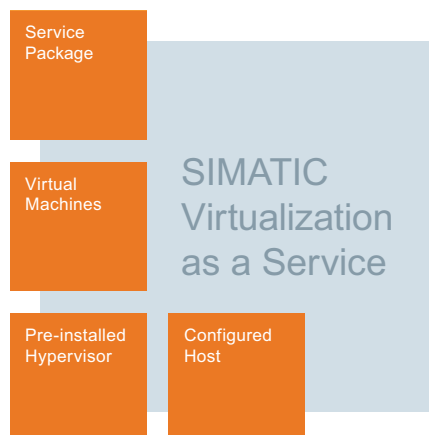 Service
Package
Virtual
Machines
SIMATIC
Virtualization
as a Service
Pre-installed
Hypervisor
Configured
Host